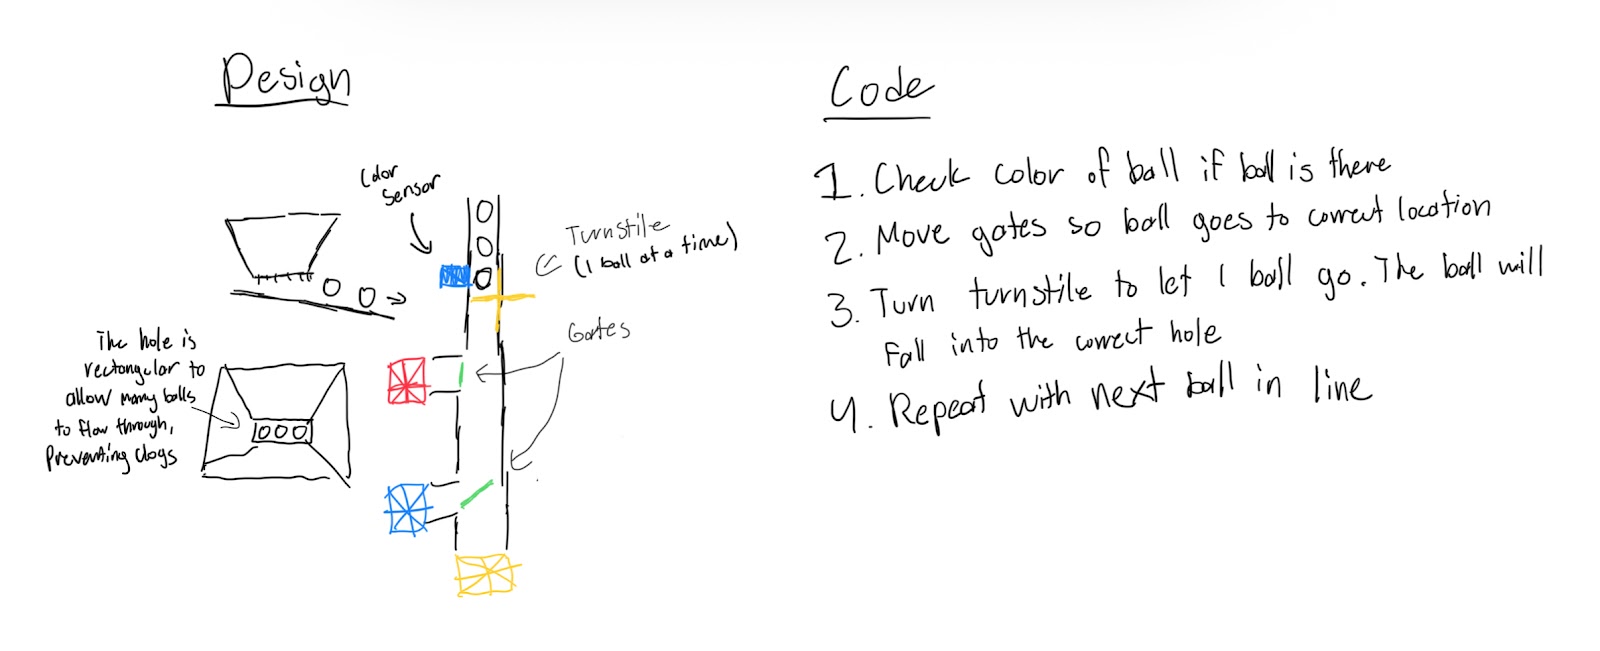 Design
Color
Sensor
Turnstile
(1 ball at a time)
Gates
The hole is
rectangular to
allow many balls
to flow through,
Preventing clogs
Code
1. Check color of ball if ball is there
2. Move gates so ball goes to correct location
3. Turn turnstile to let 1 ball go. The ball will
fall into the correct hole
4. Repeat with next ball in line